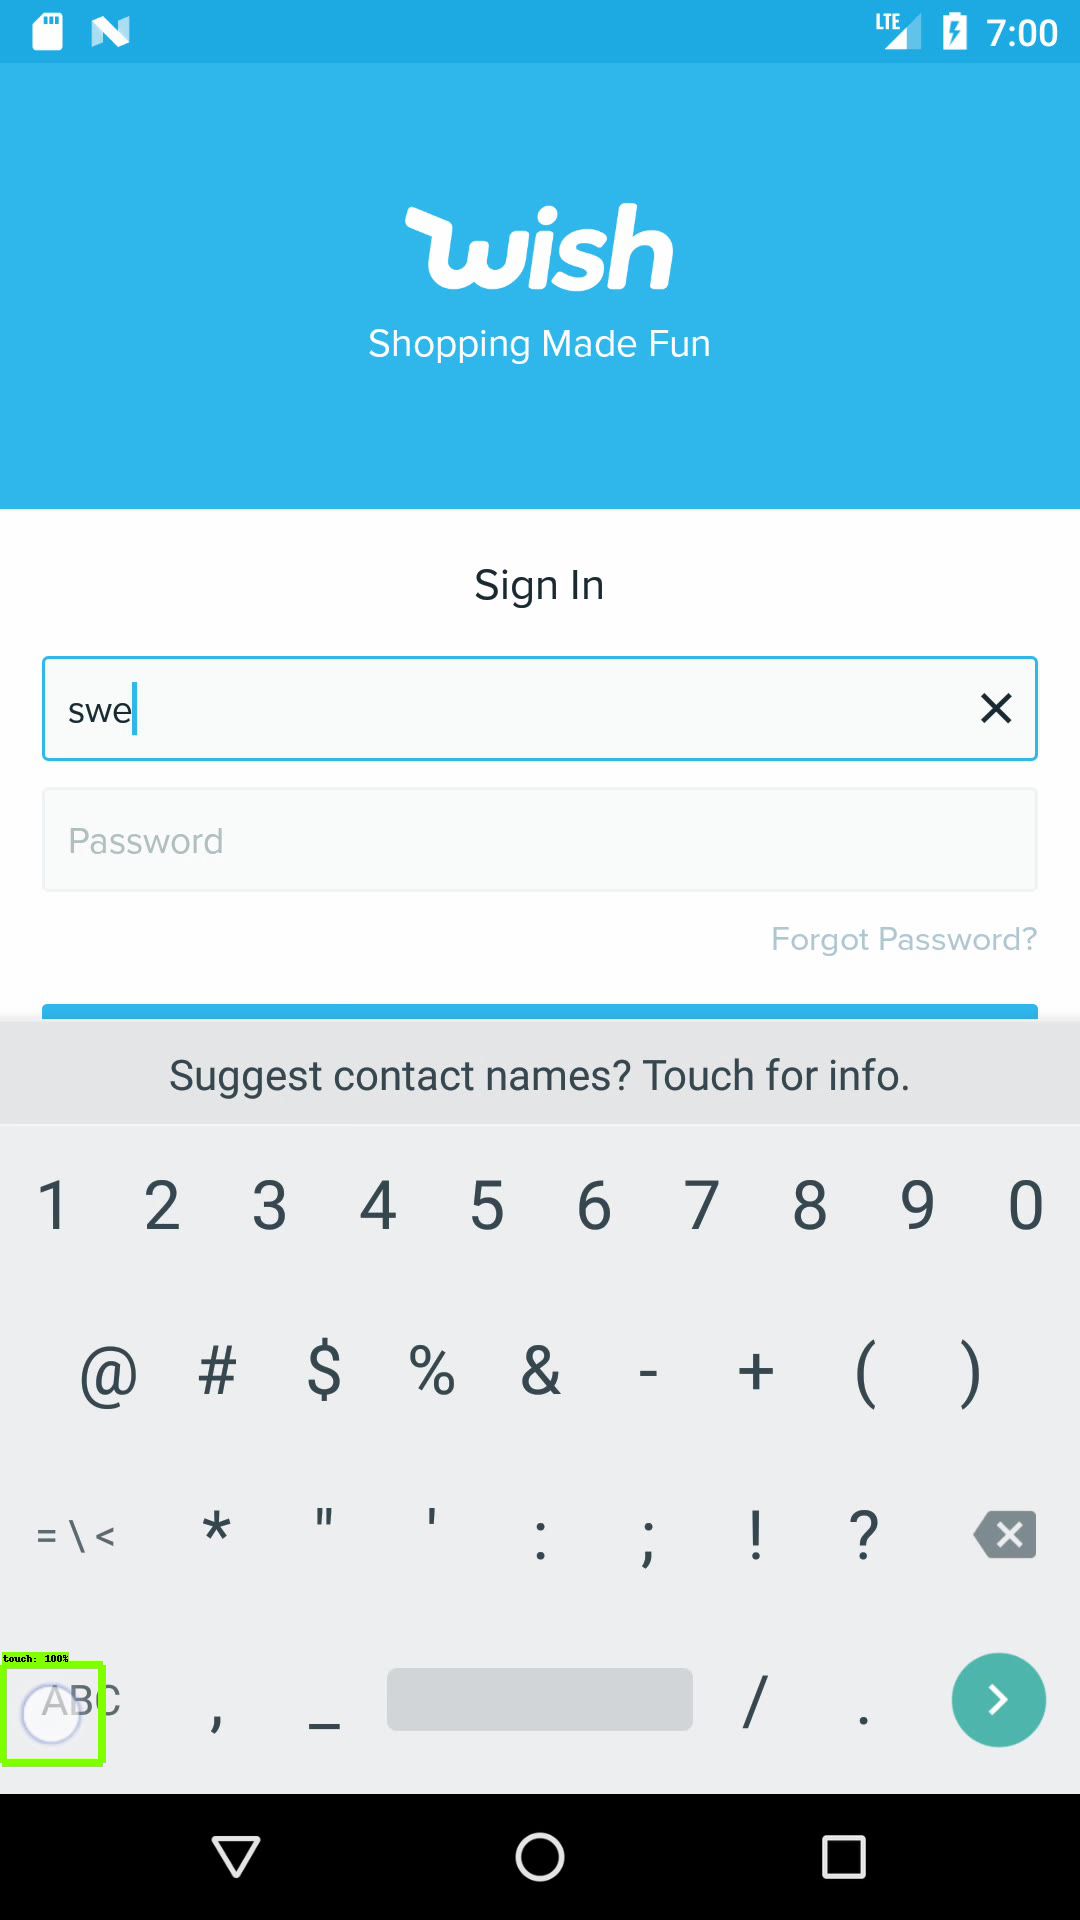 LTE 7:00
wish
Shopping Made Fun
Sign In
swe
Password
Forgot Password?
Suggest contact names? Touch for info.
1 2 3 4 5 6 7 8 9 0
@ # $ % & - + ( )
= \ < * " ' : ; ! ?
touch: 100%
ABC , _ / .